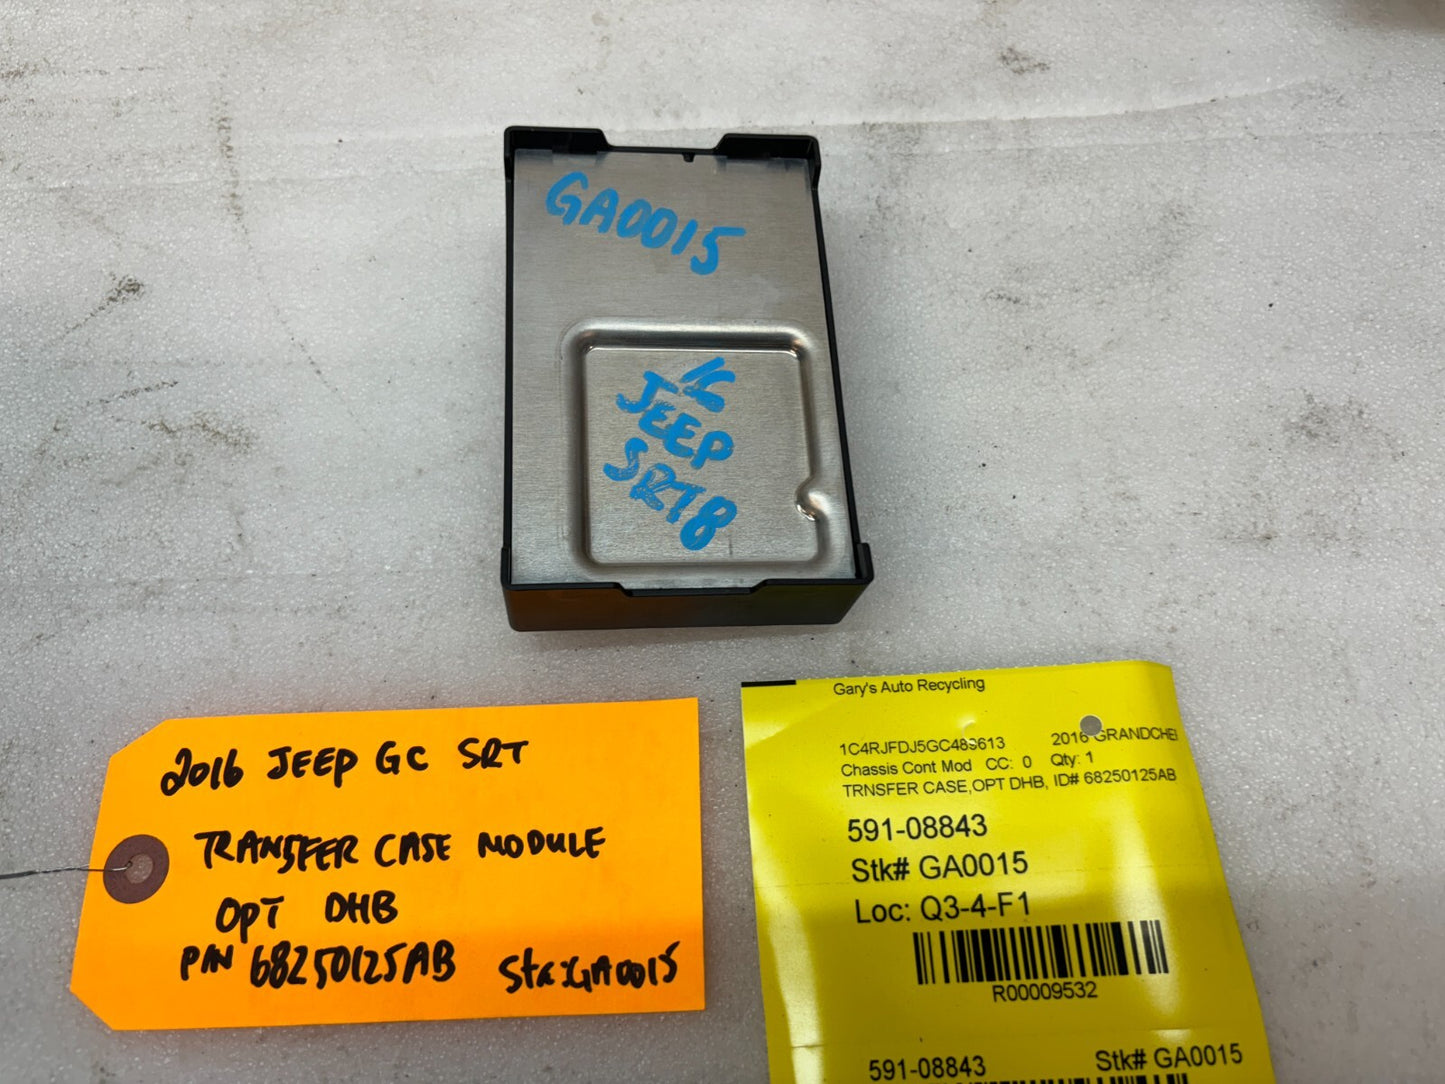 GA0015
16
JEEP
SRT8
2016 JEEP GC SRT
TRANSFER CASE MODULE
OPT DHB
P/N 68250125AB Stk: GA0015
Gary's Auto Recycling
1C4RJFDJ5GC489613 2016 GRANDCHE
Chassis Cont Mod CC: 0 Qty: 1
TRNSFER CASE,OPT DHB, ID# 68250125AB
591-08843
Stk# GA0015
Loc: Q3-4-F1
R00009532
591-08843 Stk# GA0015